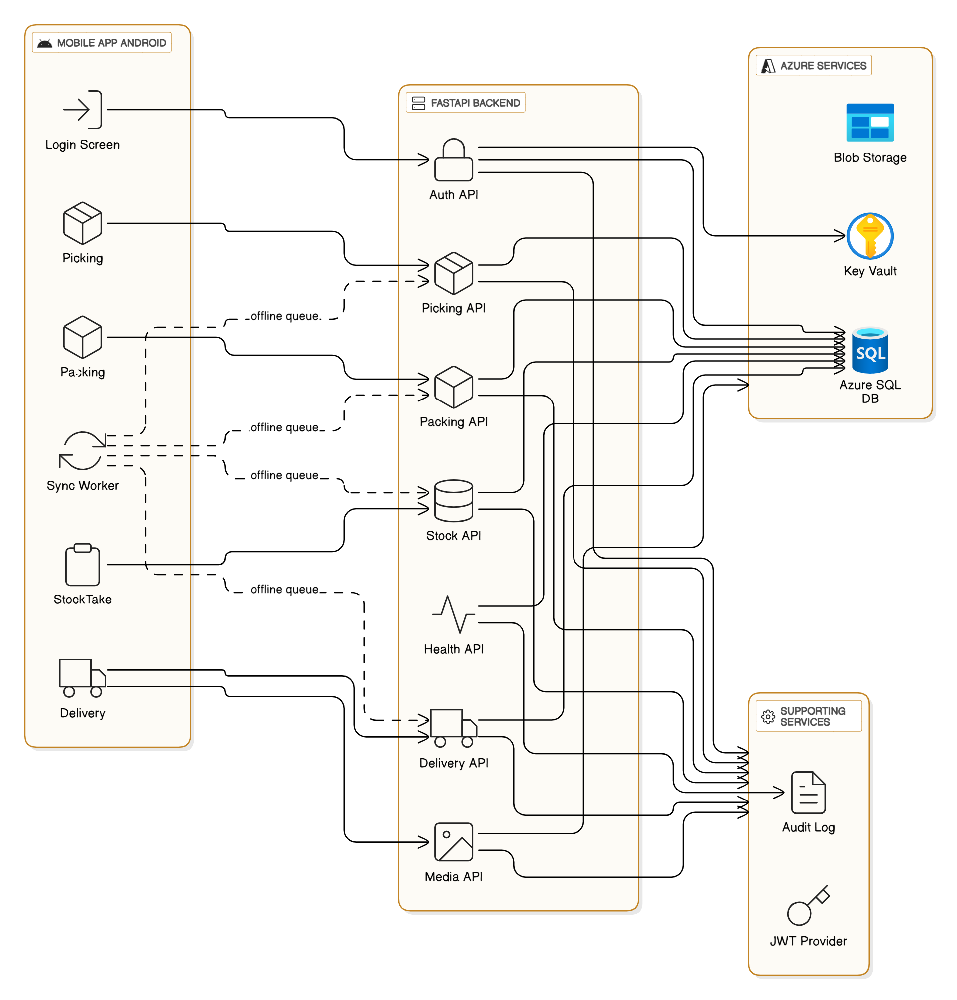 MOBILE APP ANDROID
Login Screen
Picking
Packing
Sync Worker
StockTake
Delivery
offline queue
offline queue
offline queue
offline queue
FASTAPI BACKEND
Auth API
Picking API
Packing API
Stock API
Health API
Delivery API
Media API
AZURE SERVICES
Blob Storage
Key Vault
SQL
Azure SQL
DB
SUPPORTING
SERVICES
Audit Log
JWT Provider